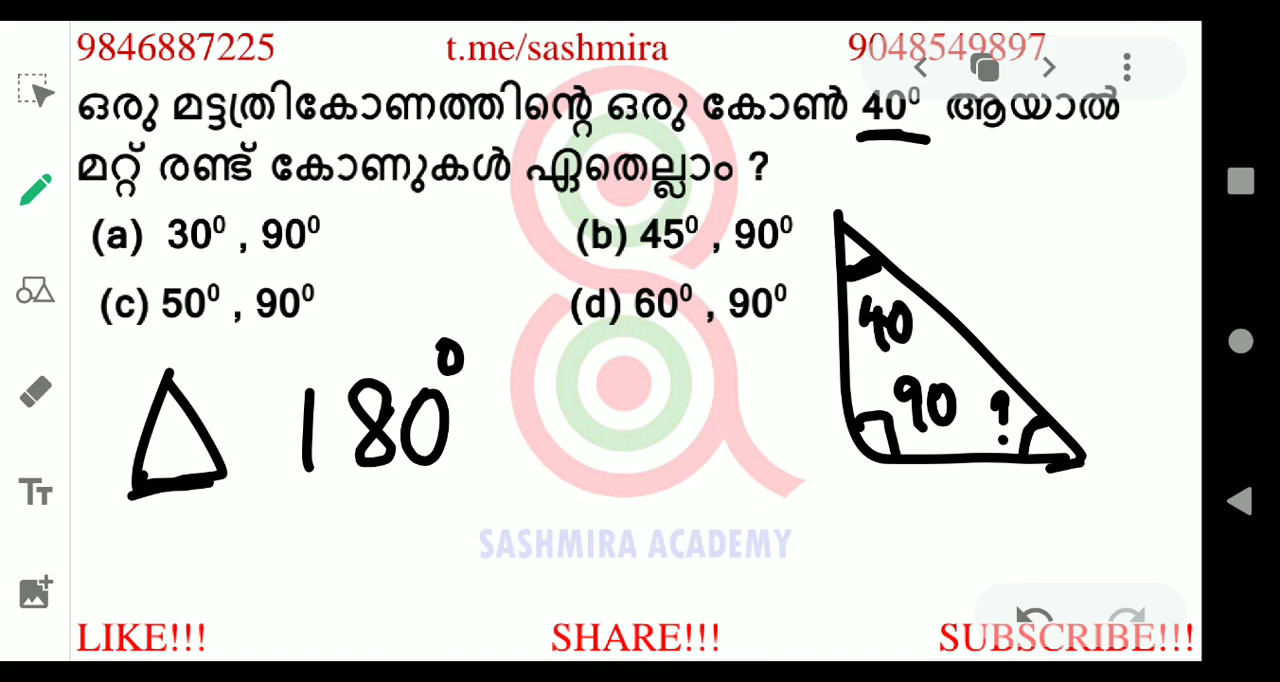 9846887225 t.me/sashmira 9048549897
ഒരു മട്ടത്രികോണത്തിന്റെ ഒരു കോൺ 40⁰ ആയാൽ
മറ്റ് രണ്ട് കോണുകൾ ഏതെല്ലാം ?
(a) 30⁰ , 90⁰ (b) 45⁰ , 90⁰
(c) 50⁰ , 90⁰ (d) 60⁰ , 90⁰
40
180⁰ 90 ?
SASHMIRA ACADEMY
Tт
LIKE!!! SHARE!!! SUBSCRIBE!!!